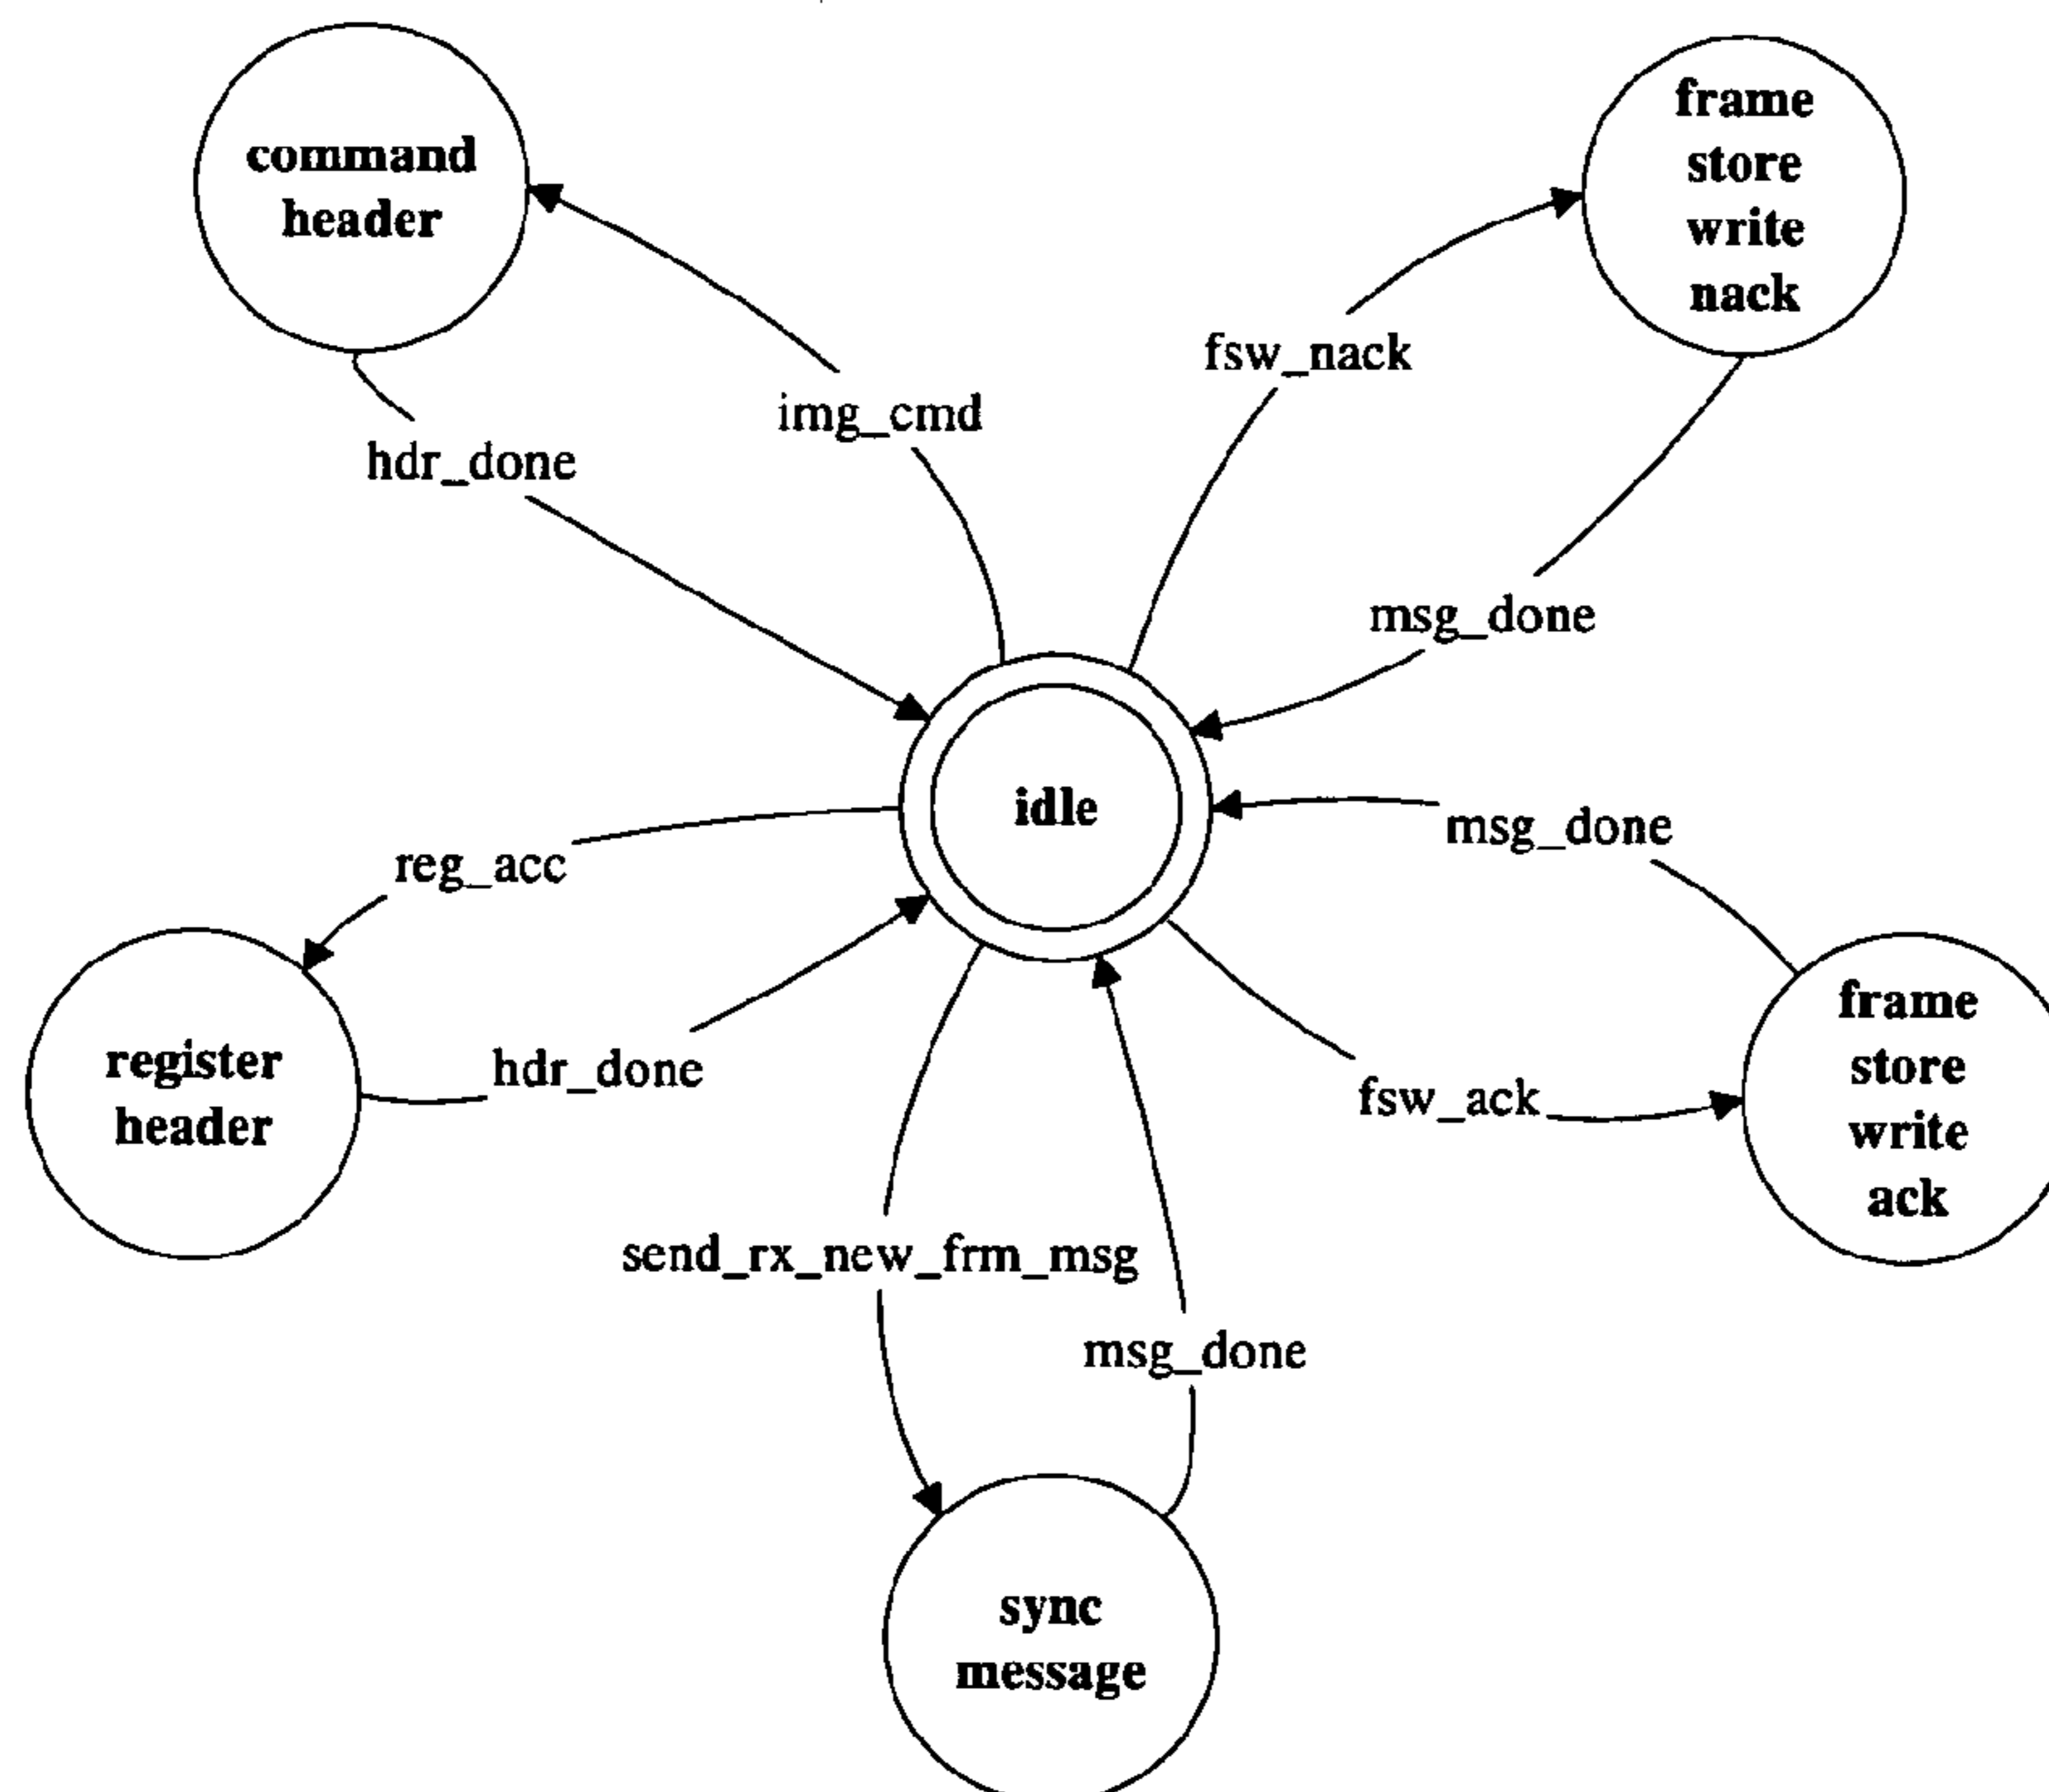 command
header
frame
store
write
nack
fsw_nack
img_cmd
hdr_done
msg_done
idle
msg_done
reg_acc
frame
store
write
ack
register
header
hdr_done
fsw_ack
send_rx_new_frm_msg
msg_done
sync
message